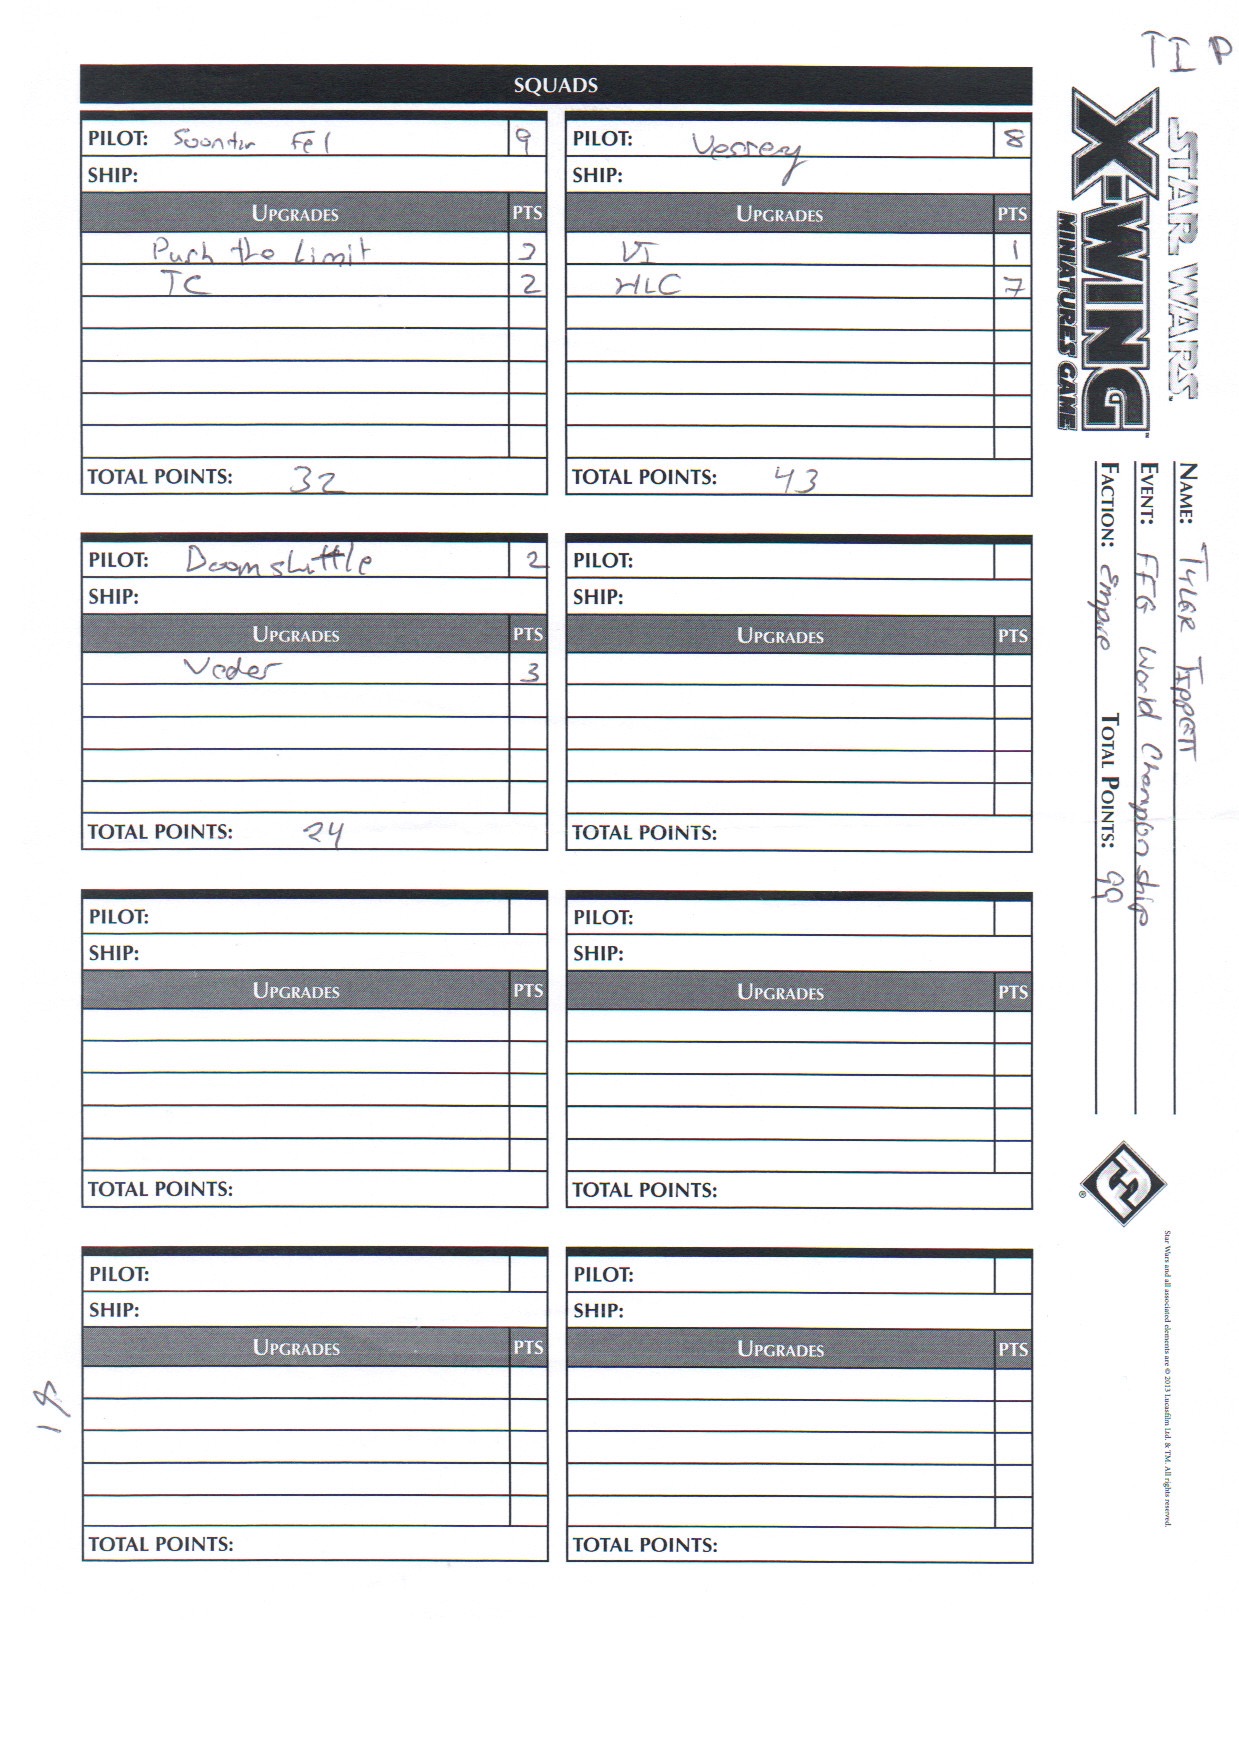 TIP
SQUADS
PILOT: Soontir Fel 9
SHIP:
UPGRADES PTS
Push the Limit 3
TC 2
TOTAL POINTS: 32
PILOT: Vessery 8
SHIP:
UPGRADES PTS
VI 1
HLC 7
TOTAL POINTS: 43
PILOT: Doomshuttle 2
SHIP:
UPGRADES PTS
Vader 3
TOTAL POINTS: 24
PILOT:
SHIP:
UPGRADES PTS
TOTAL POINTS:
PILOT:
SHIP:
UPGRADES PTS
TOTAL POINTS:
PILOT:
SHIP:
UPGRADES PTS
TOTAL POINTS:
PILOT:
SHIP:
UPGRADES PTS
TOTAL POINTS:
PILOT:
SHIP:
UPGRADES PTS
TOTAL POINTS:
STAR WARS
X-WING™
MINIATURES GAME
NAME: TYLER TIPPETT
EVENT: FFG World Championship
FACTION: Empire TOTAL POINTS: 99
Star Wars and all associated elements are © 2013 Lucasfilm Ltd. & TM. All rights reserved.